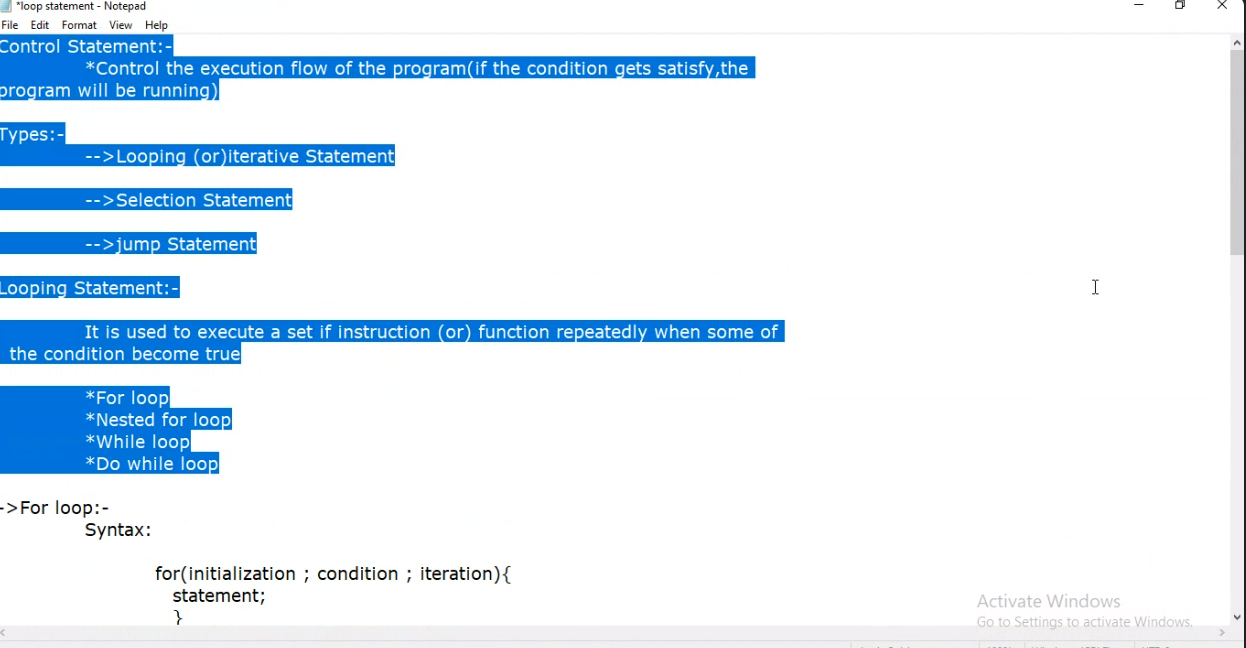 *loop statement - Notepad
File Edit Format View Help
Control Statement:-
*Control the execution flow of the program(if the condition gets satisfy,the
program will be running)
Types:-
-->Looping (or)iterative Statement
-->Selection Statement
-->jump Statement
Looping Statement:-
It is used to execute a set if instruction (or) function repeatedly when some of
the condition become true
*For loop
*Nested for loop
*While loop
*Do while loop
->For loop:-
Syntax:
for(initialization ; condition ; iteration){
statement;
}
Activate Windows
Go to Settings to activate Windows.